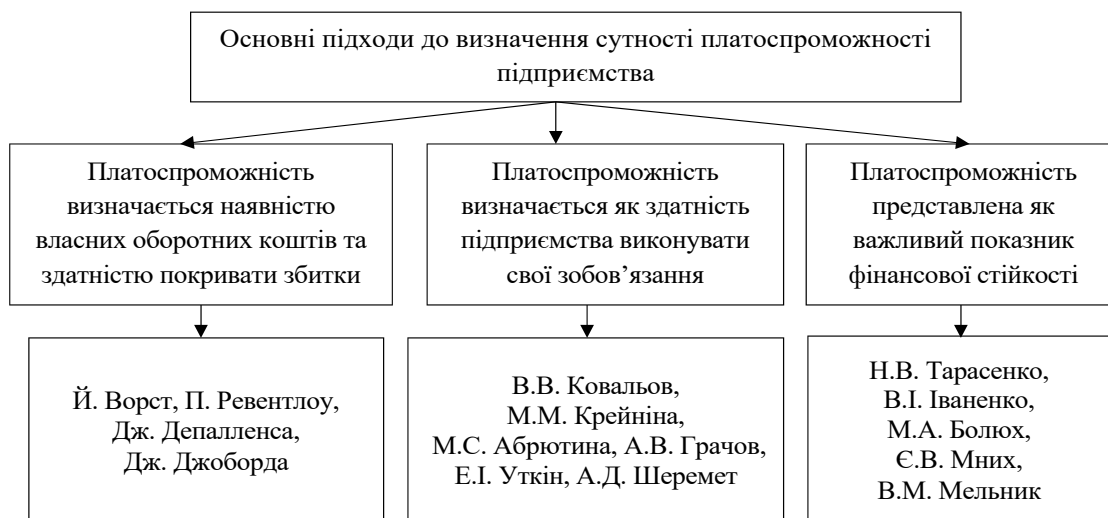 Основні підходи до визначення сутності платоспроможності
підприємства
Платоспроможність
визначається наявністю
власних оборотних коштів та
здатністю покривати збитки
Платоспроможність
визначається як здатність
підприємства виконувати
свої зобов’язання
Платоспроможність
представлена як
важливий показник
фінансової стійкості
Й. Ворст, П. Ревентлоу,
Дж. Депалленса,
Дж. Джоборда
В.В. Ковальов,
М.М. Крейніна,
М.С. Абрютина, А.В. Грачов,
Е.І. Уткін, А.Д. Шеремет
Н.В. Тарасенко,
В.І. Іваненко,
М.А. Болюх,
Є.В. Мних,
В.М. Мельник